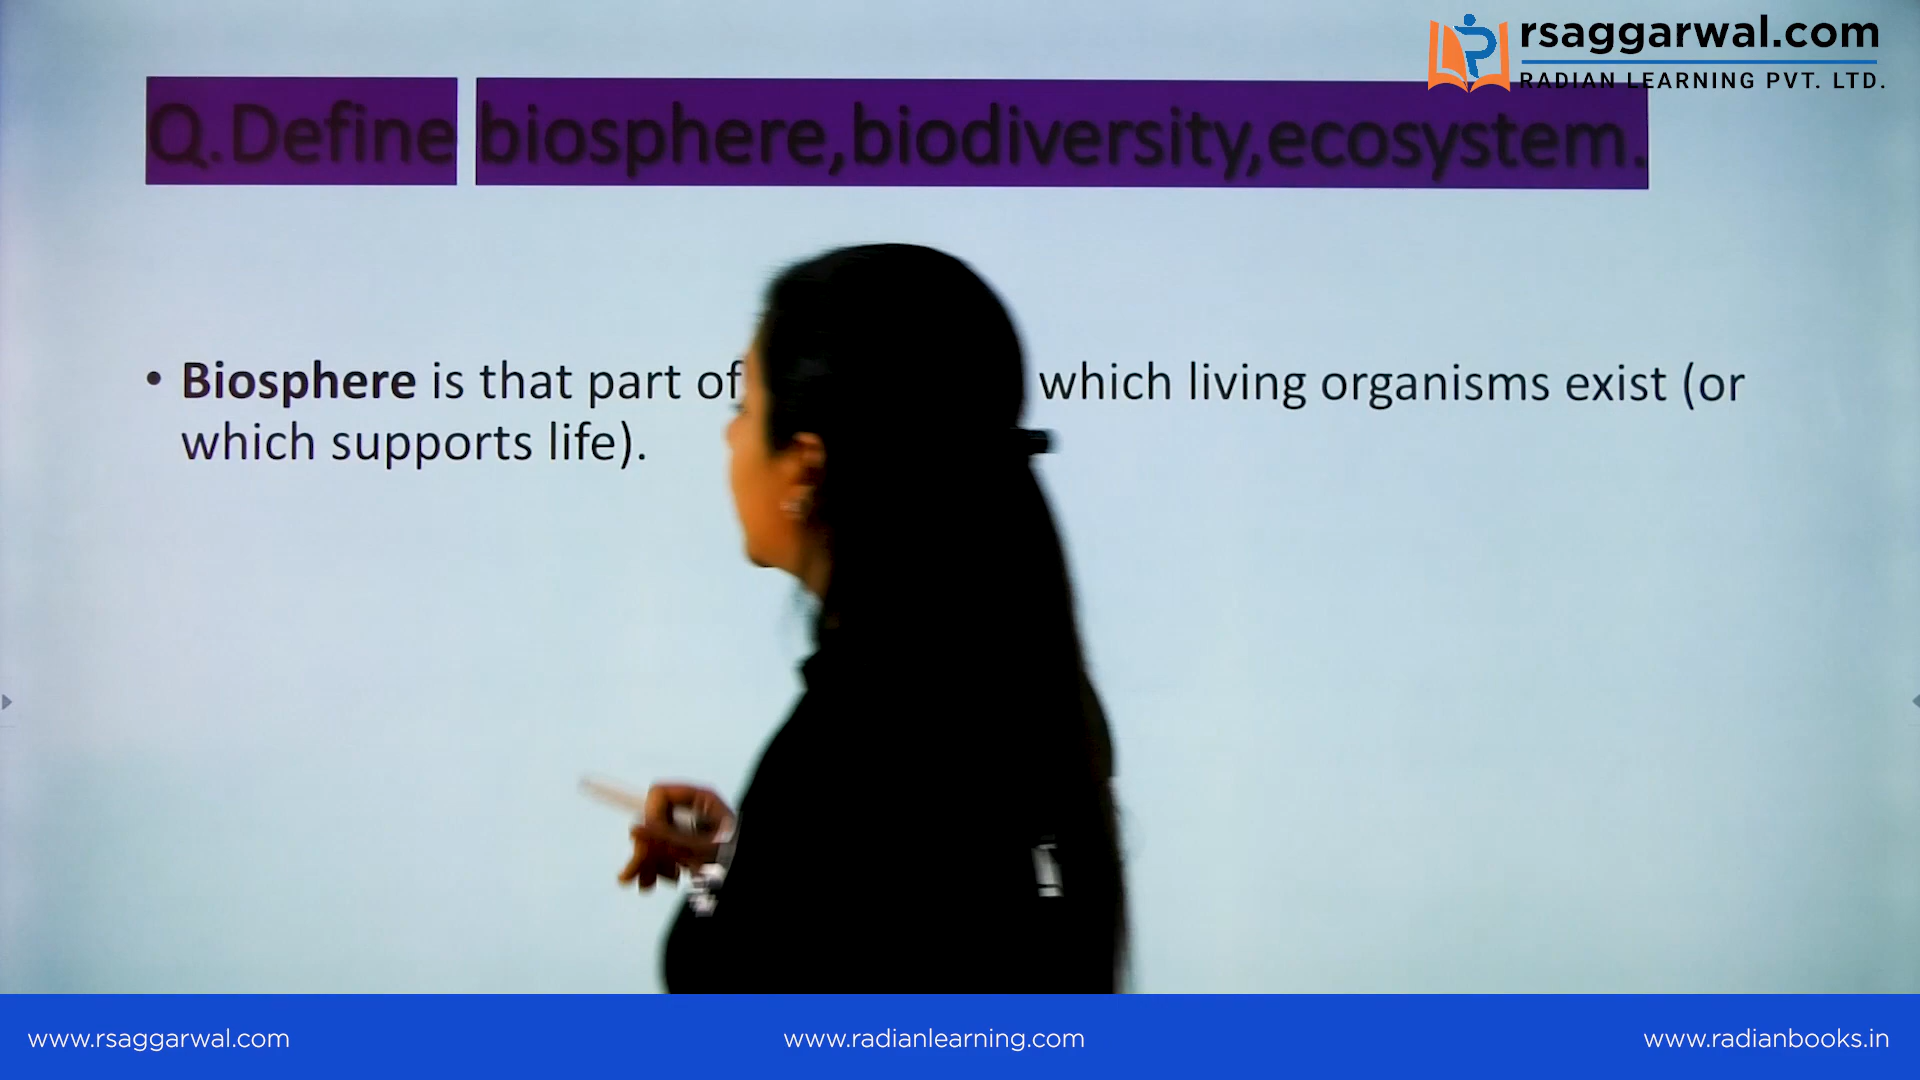 rsaggarwal.com
RADIAN LEARNING PVT. LTD.
Q.Define biosphere,biodiversity,ecosystem.
• Biosphere is that part of which living organisms exist (or
which supports life).
www.rsaggarwal.com
www.radianlearning.com
www.radianbooks.in